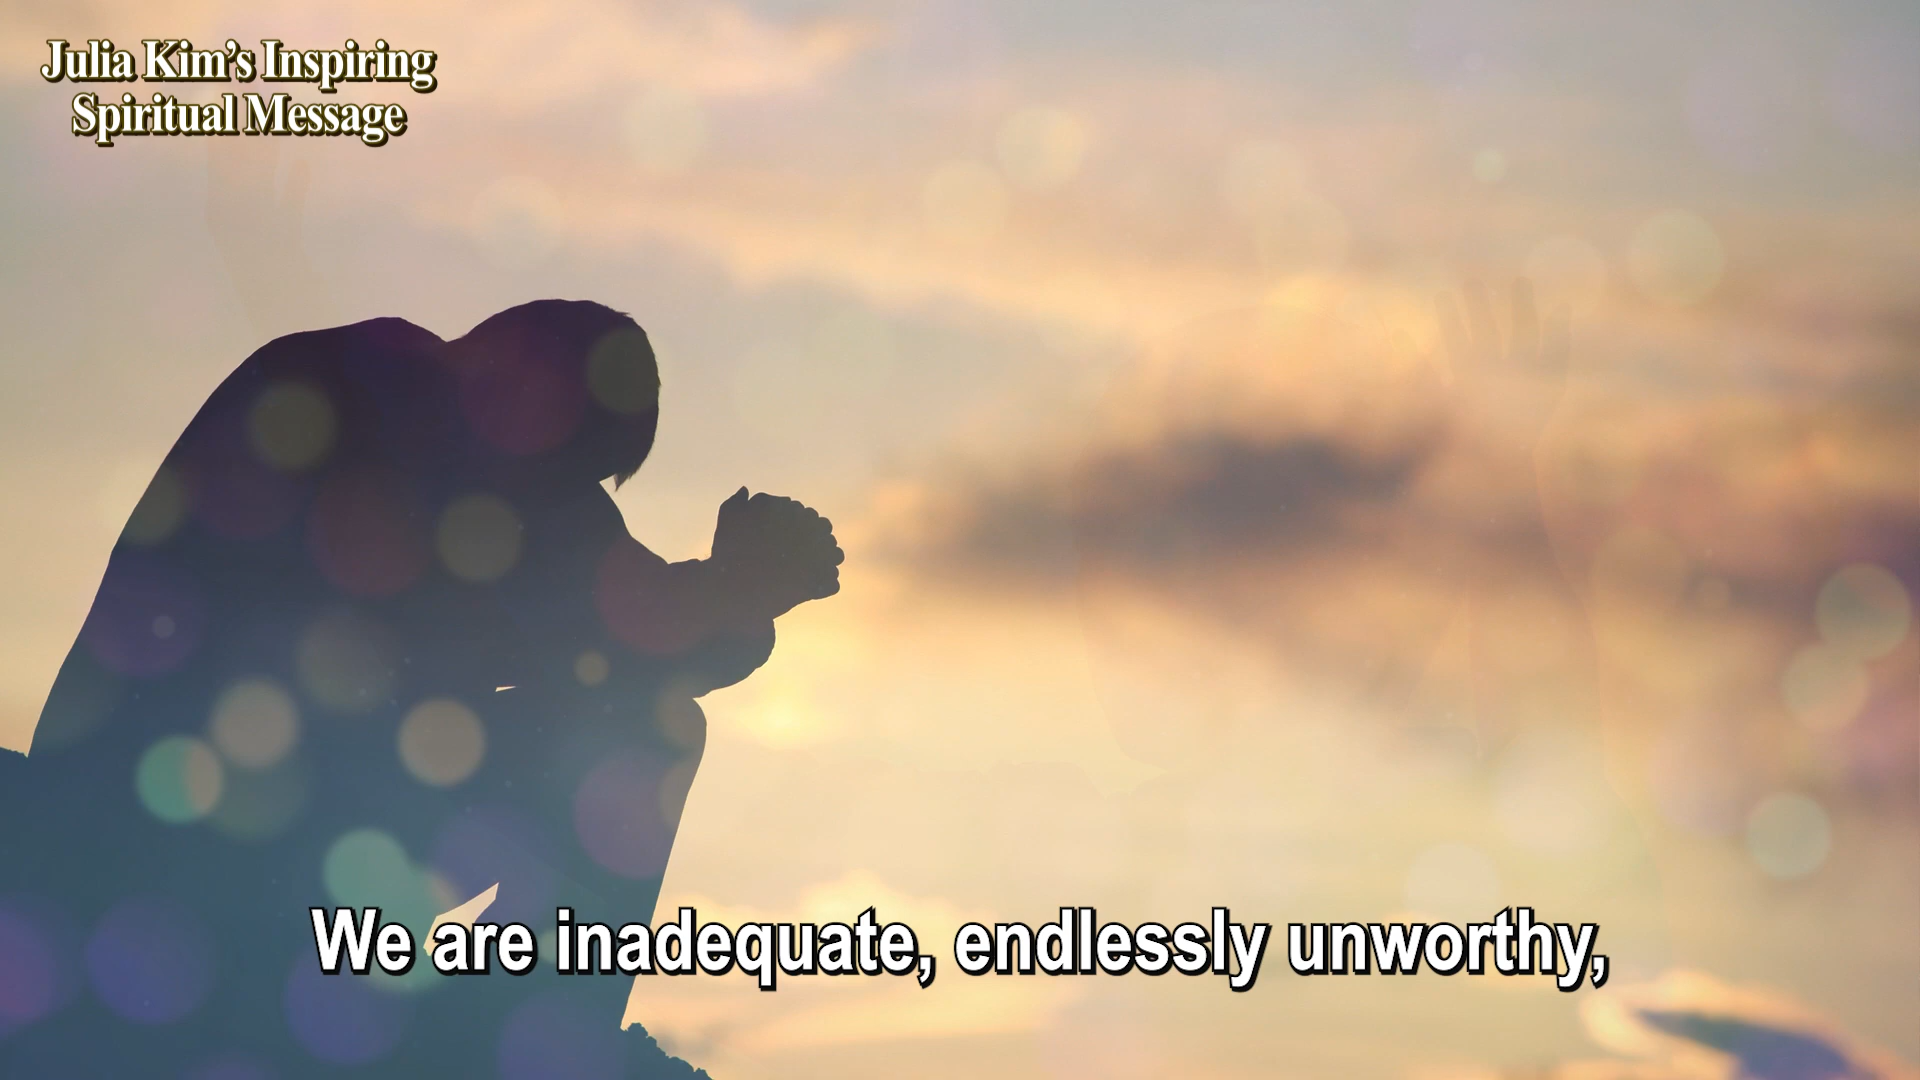 Julia Kim's Inspiring
Spiritual Message
We are inadequate, endlessly unworthy,